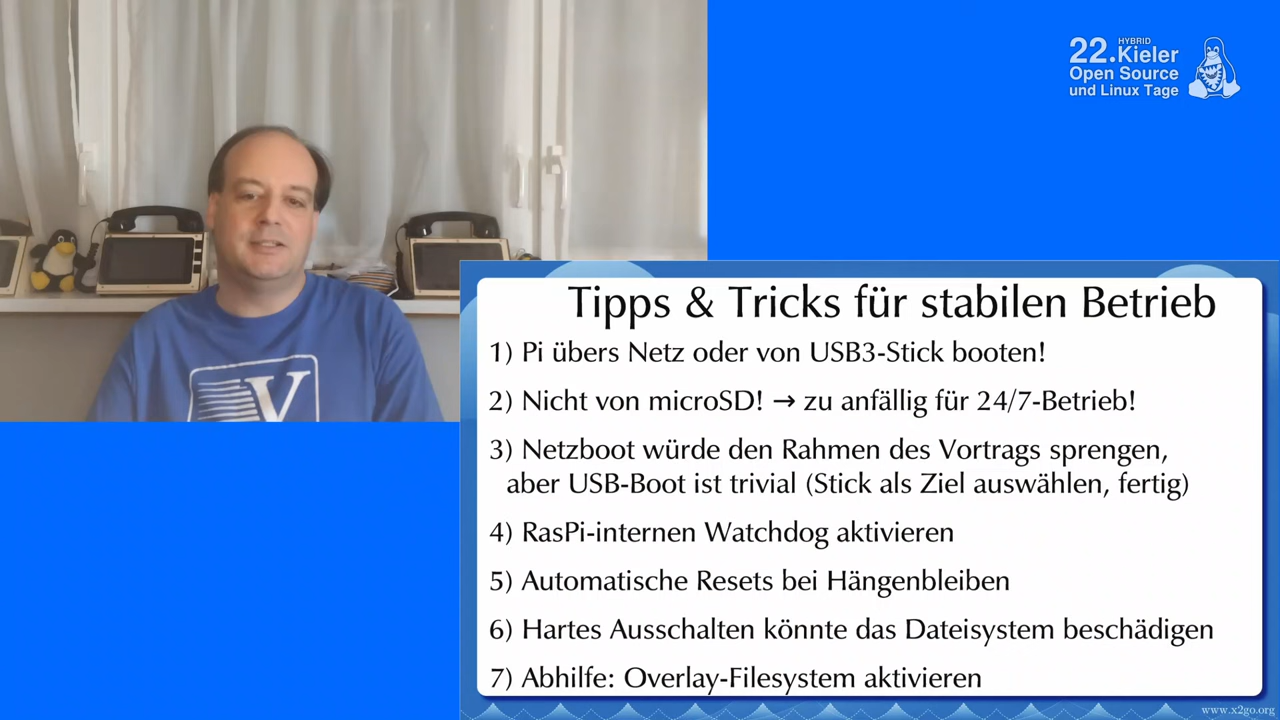 HYBRID
22.Kieler
Open Source
und Linux Tage
Tipps & Tricks für stabilen Betrieb
1) Pi übers Netz oder von USB3-Stick booten!
2) Nicht von microSD! → zu anfällig für 24/7-Betrieb!
3) Netzboot würde den Rahmen des Vortrags sprengen,
aber USB-Boot ist trivial (Stick als Ziel auswählen, fertig)
4) RasPi-internen Watchdog aktivieren
5) Automatische Resets bei Hängenbleiben
6) Hartes Ausschalten könnte das Dateisystem beschädigen
7) Abhilfe: Overlay-Filesystem aktivieren
www.x2go.org